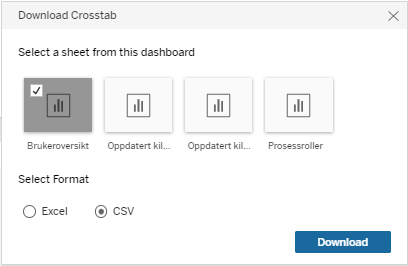 Download Crosstab
Select a sheet from this dashboard
Brukeroversikt
Oppdatert kil...
Oppdatert kil...
Prosessroller
Select Format
Excel
CSV
Download